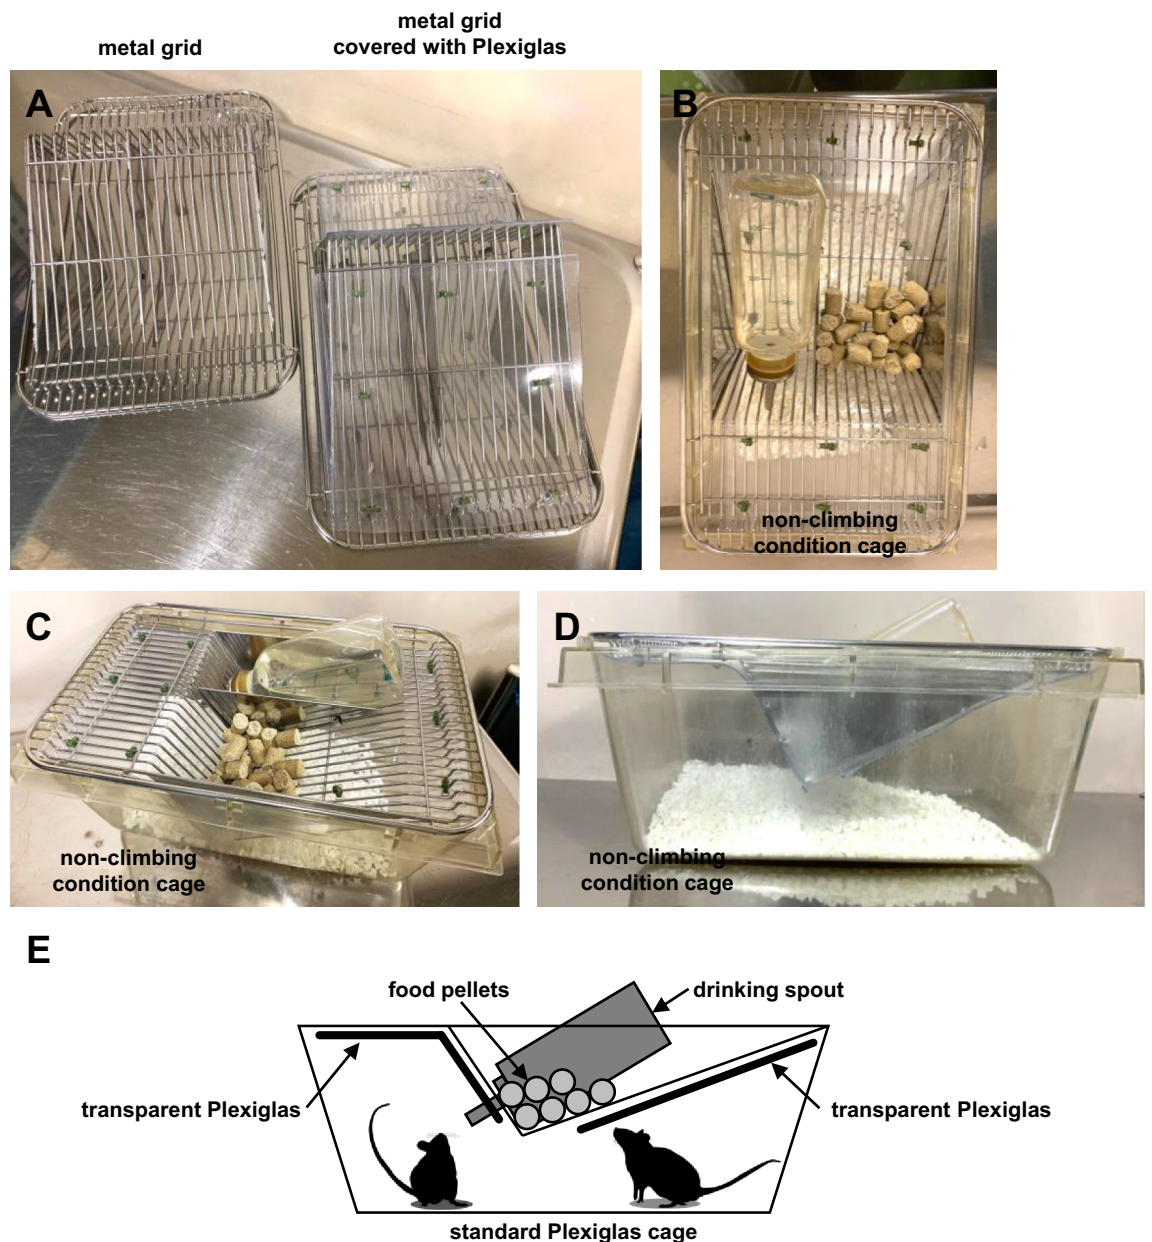 metal grid
metal grid
covered with Plexiglas
A
B
non-climbing
condition cage
C
non-climbing
condition cage
D
non-climbing
condition cage
E
food pellets
drinking spout
transparent Plexiglas
transparent Plexiglas
standard Plexiglas cage